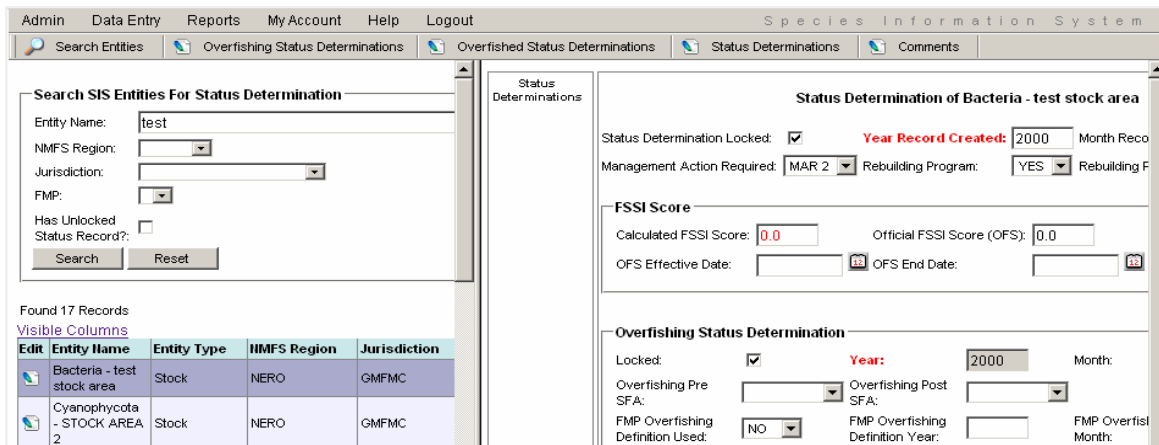 Admin Data Entry Reports My Account Help Logout Species Information System
Search Entities Overfishing Status Determinations Overfished Status Determinations Status Determinations Comments
Search SIS Entities For Status Determination
Entity Name: test
NMFS Region:
Jurisdiction:
FMP:
Has Unlocked
Status Record?:
Search Reset
Found 17 Records
Visible Columns
Edit Entity Name Entity Type NMFS Region Jurisdiction
Bacteria - test
stock area Stock NERO GMFMC
Cyanophycota
- STOCK AREA Stock NERO GMFMC
2
Status
Determinations
Status Determination of Bacteria - test stock area
Status Determination Locked: Year Record Created: 2000 Month Reco
Management Action Required: MAR 2 Rebuilding Program: YES Rebuilding P
FSSI Score
Calculated FSSI Score: 0.0 Official FSSI Score (OFS): 0.0
OFS Effective Date: 12 OFS End Date: 12
Overfishing Status Determination
Locked: Year: 2000 Month:
Overfishing Pre
SFA:
Overfishing Post
SFA:
FMP Overfishing
Definition Used: NO
FMP Overfishing
Definition Year:
FMP Overfisl
Month: